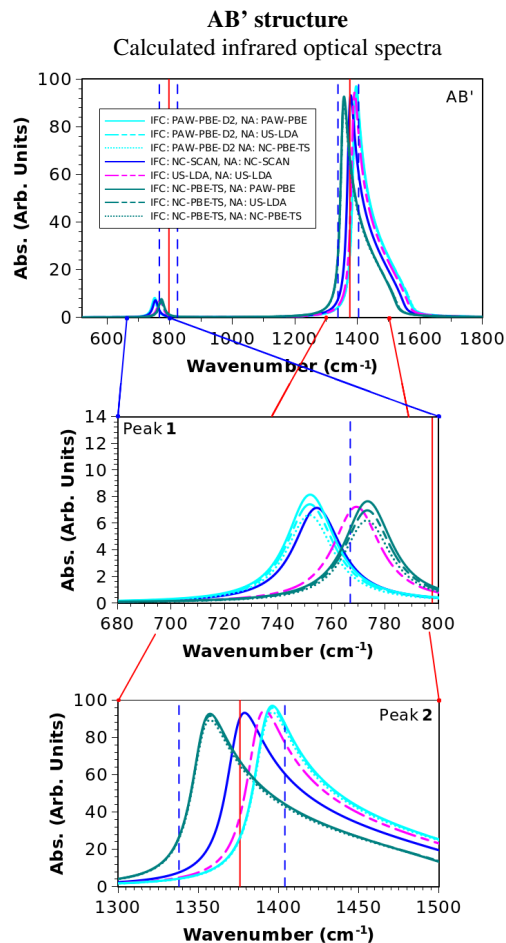 AB’ structure
Calculated infrared optical spectra
100
80
60
40
20
0
Abs. (Arb. Units)
AB'
IFC: PAW-PBE-D2, NA: PAW-PBE
IFC: PAW-PBE-D2, NA: US-LDA
IFC: PAW-PBE-D2 NA: NC-PBE-TS
IFC: NC-SCAN, NA: NC-SCAN
IFC: US-LDA, NA: US-LDA
IFC: NC-PBE-TS, NA: PAW-PBE
IFC: NC-PBE-TS, NA: US-LDA
IFC: NC-PBE-TS, NA: NC-PBE-TS
600 800 1000 1200 1400 1600 1800
Wavenumber (cm-1)
14
12
10
8
6
4
2
0
Abs. (Arb. Units)
Peak 1
680 700 720 740 760 780 800
Wavenumber (cm-1)
100
80
60
40
20
0
Abs. (Arb. Units)
Peak 2
1300 1350 1400 1450 1500
Wavenumber (cm-1)